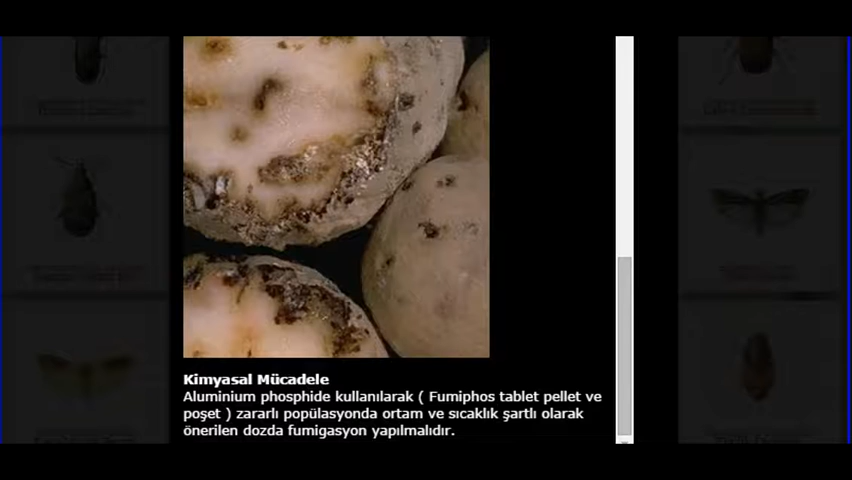 Kimyasal Mücadele
Aluminium phosphide kullanılarak ( Fumiphos tablet pellet ve
poşet ) zararlı popülasyonda ortam ve sıcaklık şartlı olarak
önerilen dozda fumigasyon yapılmalıdır.